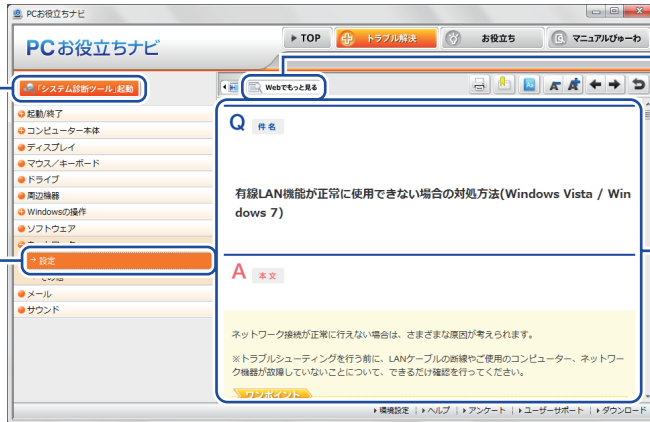 PCお役立ちナビ
PCお役立ちナビ
TOP
トラブル解決
お役立ち
マニュアルびゅーわ
「システム診断ツール」起動
Webでもっと見る
起動/終了
コンピューター本体
ディスプレイ
マウス/キーボード
ドライブ
周辺機器
Windowsの操作
ソフトウェア
設定
メール
サウンド
Q 件名
有線LAN機能が正常に使用できない場合の対処方法(Windows Vista / Win
dows 7)
A 本文
ネットワーク接続が正常に行えない場合は、さまざまな原因が考えられます。
※トラブルシューティングを行う前に、LANケーブルの断線やご使用のコンピューター、ネットワー
ク機器が故障していないことについて、できるだけ確認を行ってください。
ワンポイント
環境設定 | ヘルプ | アンケート | ユーザーサポート | ダウンロード